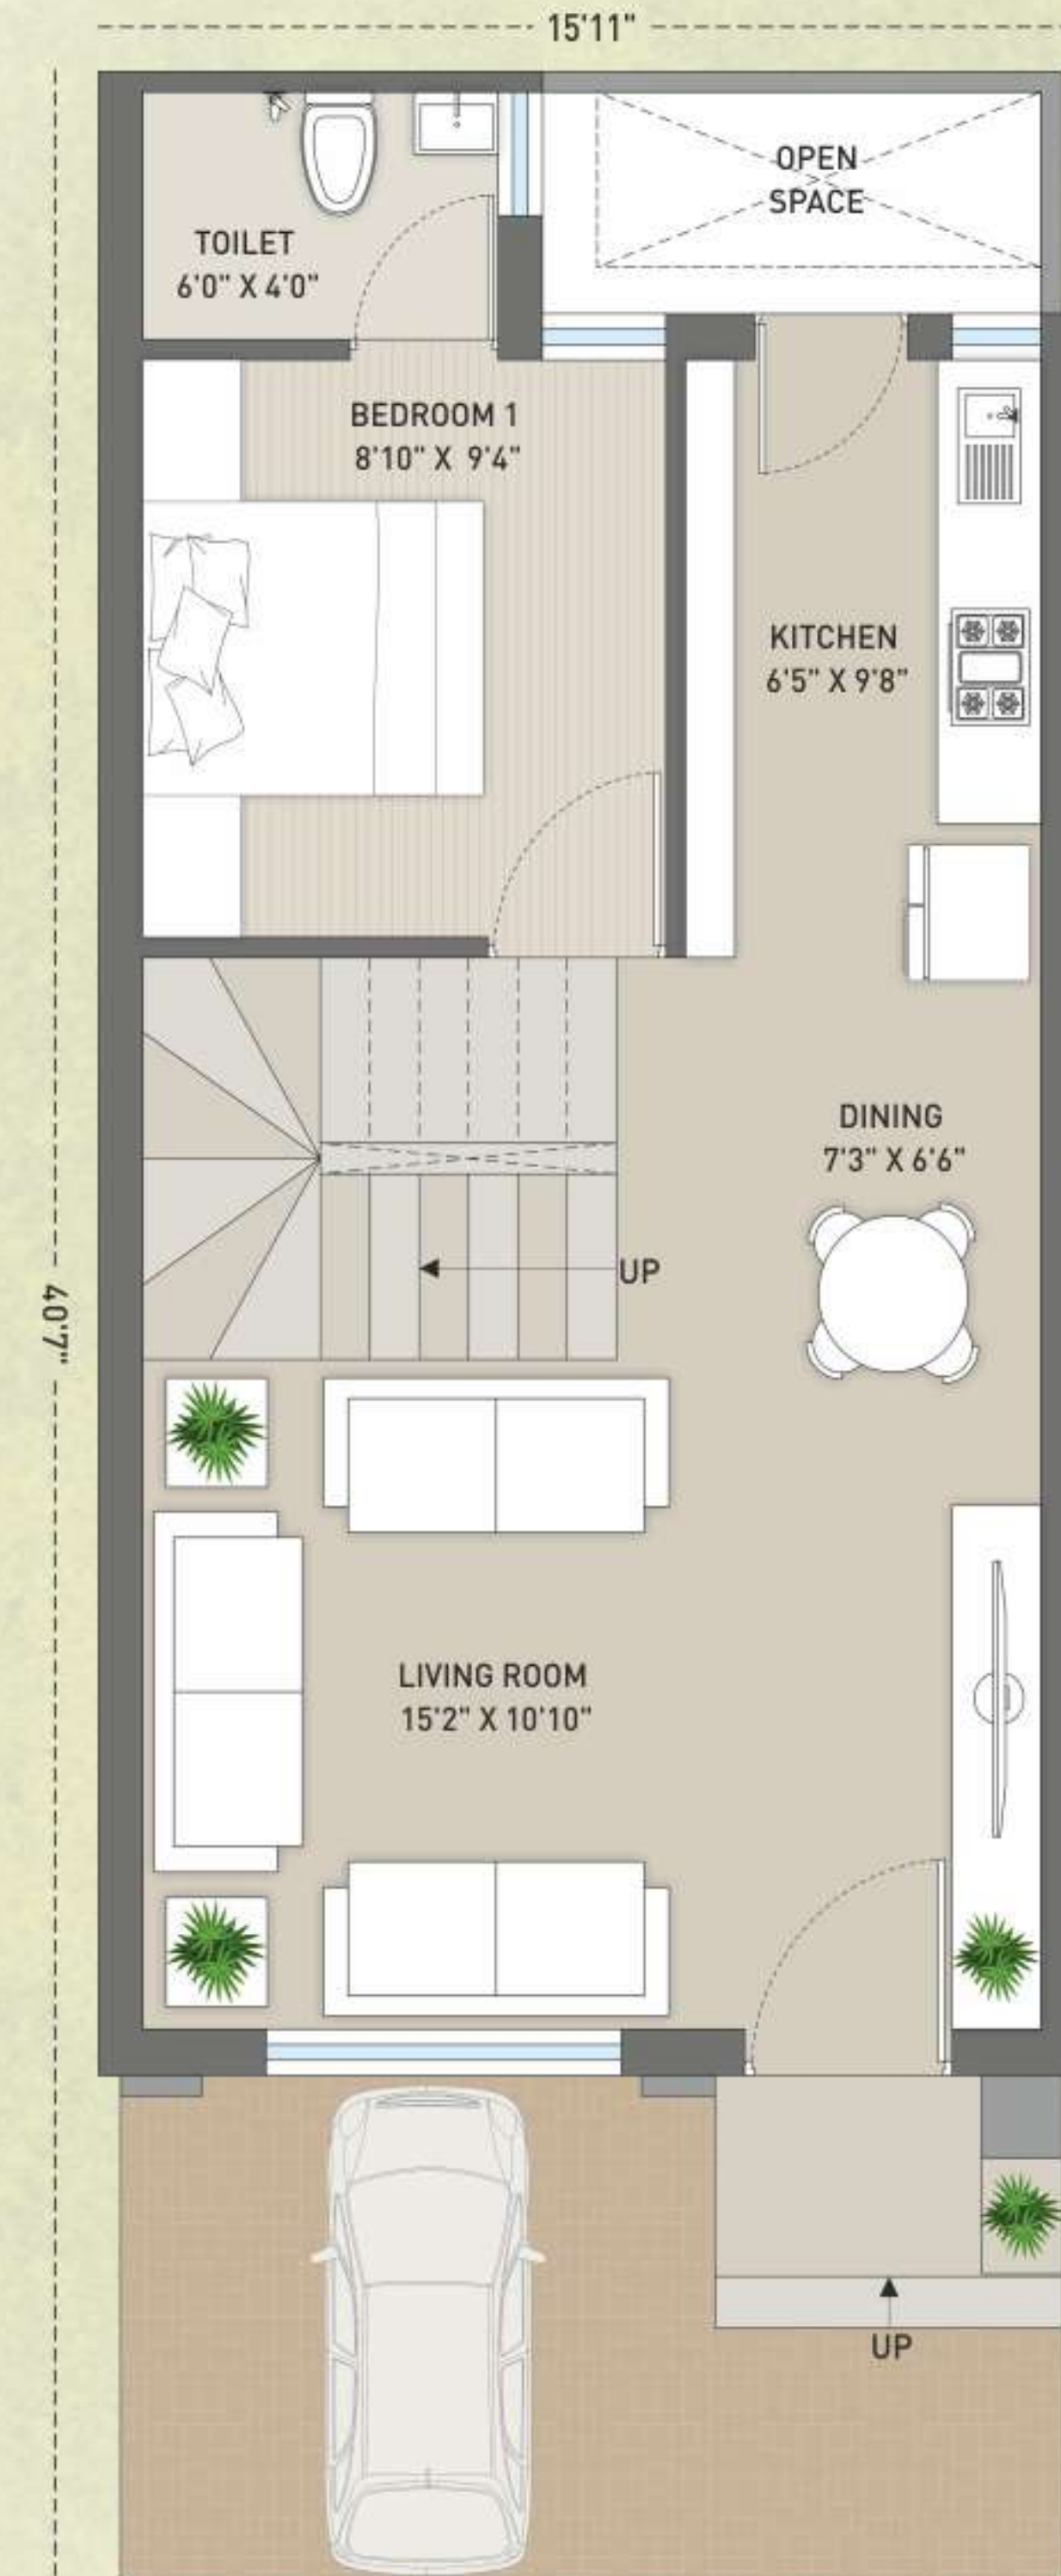 15'11"
OPEN
SPACE
TOILET
6'0" X 4'0"
BEDROOM 1
8'10" X 9'4"
KITCHEN
6'5" X 9'8"
DINING
7'3" X 6'6"
UP
40'7"
LIVING ROOM
15'2" X 10'10"
UP